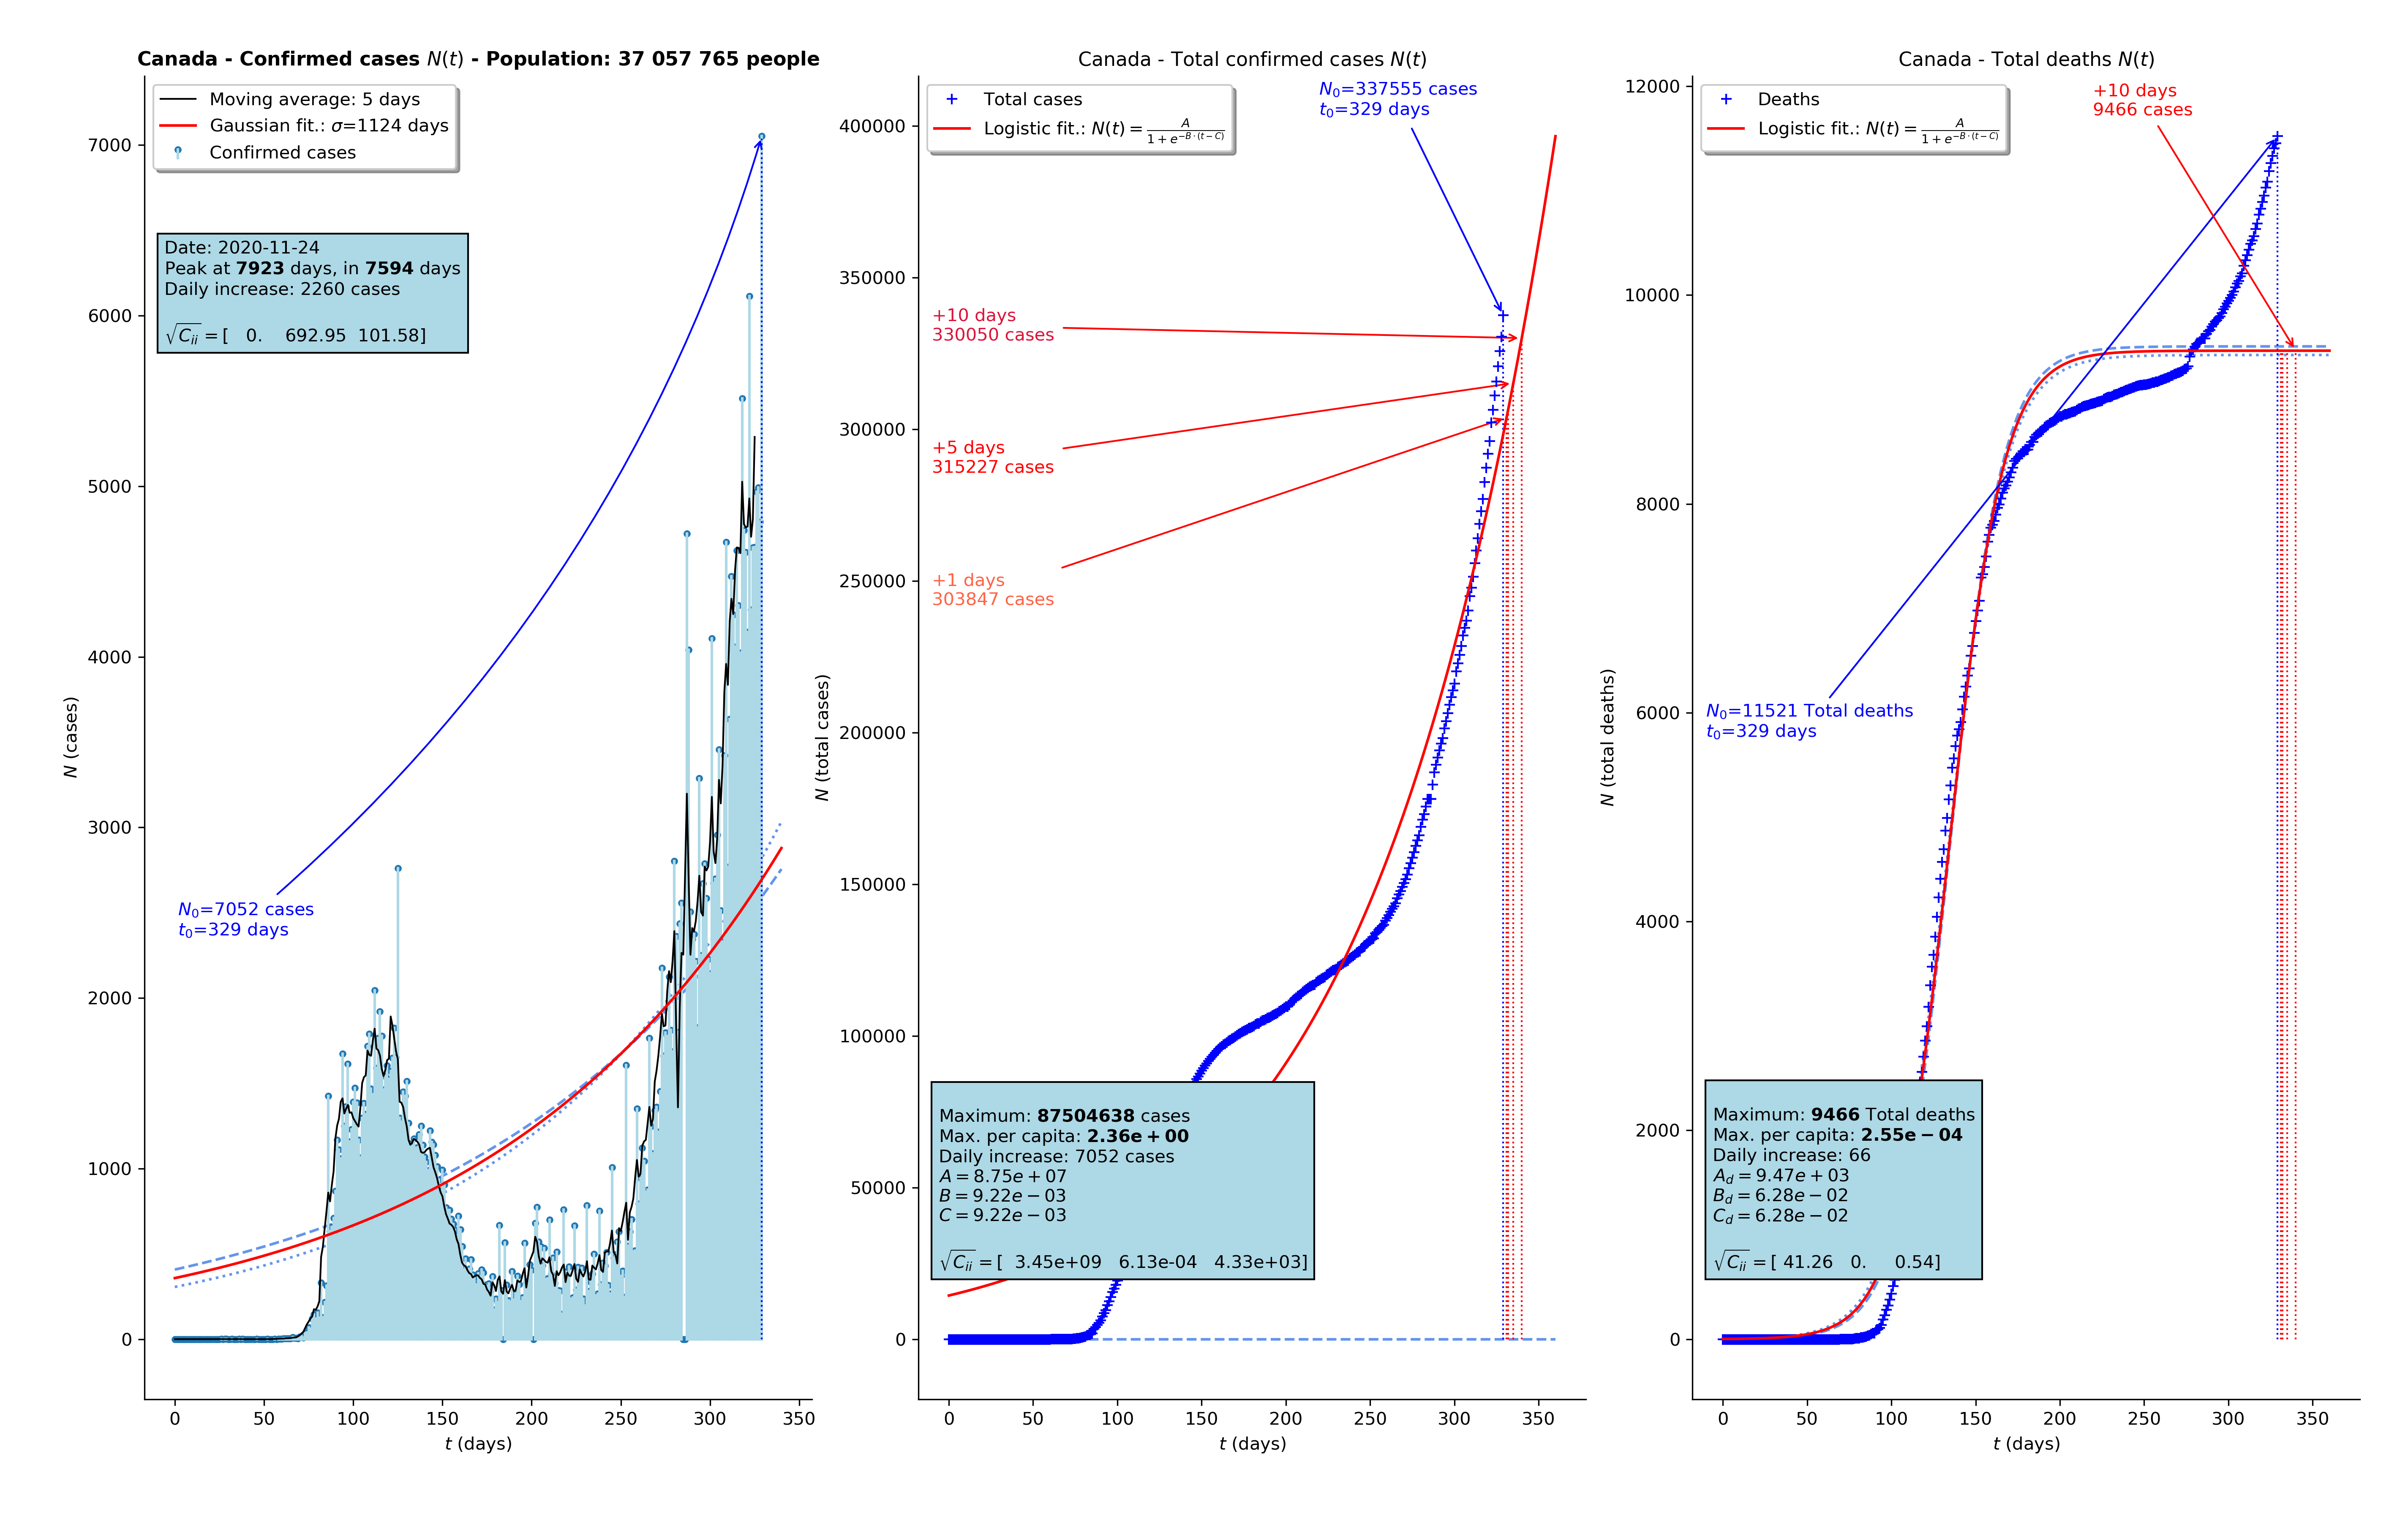 Canada - Confirmed cases N(t) - Population: 37 057 765 people
Moving average: 5 days
Gaussian fit.: σ=1124 days
Confirmed cases
Date: 2020-11-24
Peak at 7923 days, in 7594 days
Daily increase: 2260 cases
√Cᵢᵢ = [ 0. 692.95 101.58]
N₀=7052 cases
t₀=329 days
N (cases)
7000
6000
5000
4000
3000
2000
1000
0
0 50 100 150 200 250 300 350
t (days)
Canada - Total confirmed cases N(t)
Total cases
Logistic fit.: N(t) = A / (1 + e^(−B·(t−C)))
N₀=337555 cases
t₀=329 days
+10 days
330050 cases
+5 days
315227 cases
+1 days
303847 cases
Maximum: 87504638 cases
Max. per capita: 2.36e + 00
Daily increase: 7052 cases
A = 8.75e + 07
B = 9.22e − 03
C = 9.22e − 03
√Cᵢᵢ = [ 3.45e+09 6.13e-04 4.33e+03]
N (total cases)
400000
350000
300000
250000
200000
150000
100000
50000
0
0 50 100 150 200 250 300 350
t (days)
Canada - Total deaths N(t)
Deaths
Logistic fit.: N(t) = A / (1 + e^(−B·(t−C)))
+10 days
9466 cases
N₀=11521 Total deaths
t₀=329 days
Maximum: 9466 Total deaths
Max. per capita: 2.55e − 04
Daily increase: 66
A_d = 9.47e + 03
B_d = 6.28e − 02
C_d = 6.28e − 02
√Cᵢᵢ = [ 41.26 0. 0.54]
N (total deaths)
12000
10000
8000
6000
4000
2000
0
0 50 100 150 200 250 300 350
t (days)